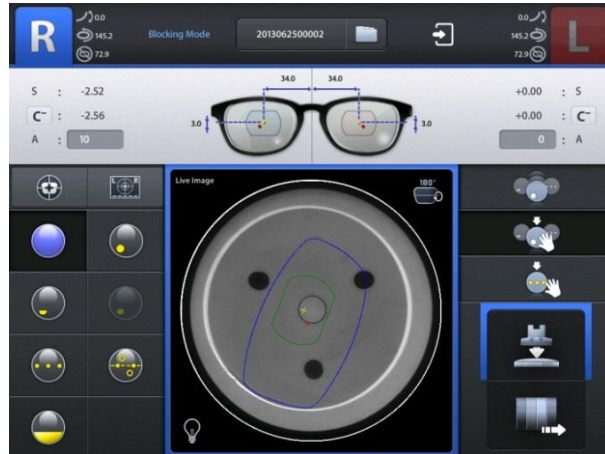 R
0.0
145.2
72.9
Blocking Mode
2013062500002
0.0
145.2
72.9
L
S : -2.52
C- : -2.56
A : 10
34.0 34.0
3.0
3.0
+0.00 : S
+0.00 : C-
0 : A
L R
Live Image
180°